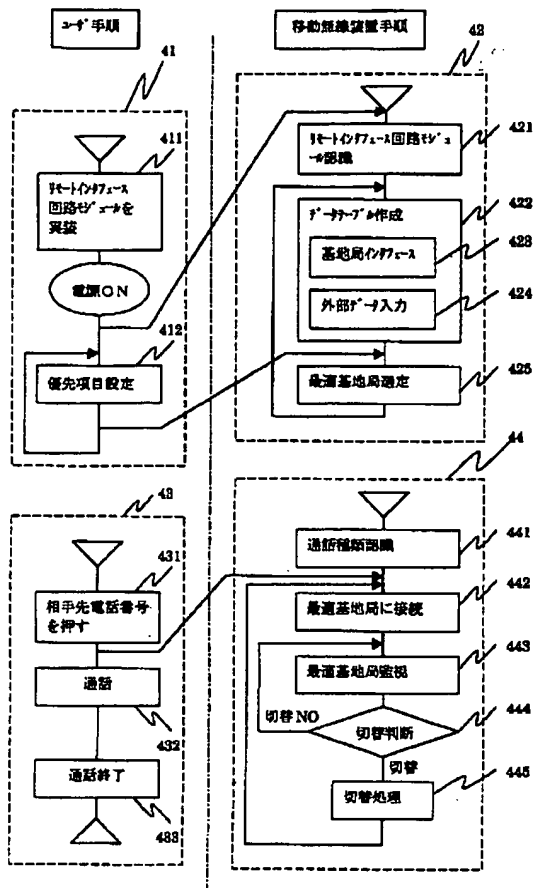 ユーザ手順
移動無線装置手順
41
42
411
リモートインタフェース
回路モジュールを
実装
電源ON
412
優先項目設定
リモートインタフェース回路モジュ
ール認識
421
データテーブル作成
422
基地局インタフェース
423
外部データ入力
424
最適基地局選定
425
43
431
相手先電話番号
を押す
通話
432
通話終了
433
44
通話種類認識
441
最適基地局に接続
442
最適基地局監視
443
切替NO
切替判断
444
切替
切替処理
445